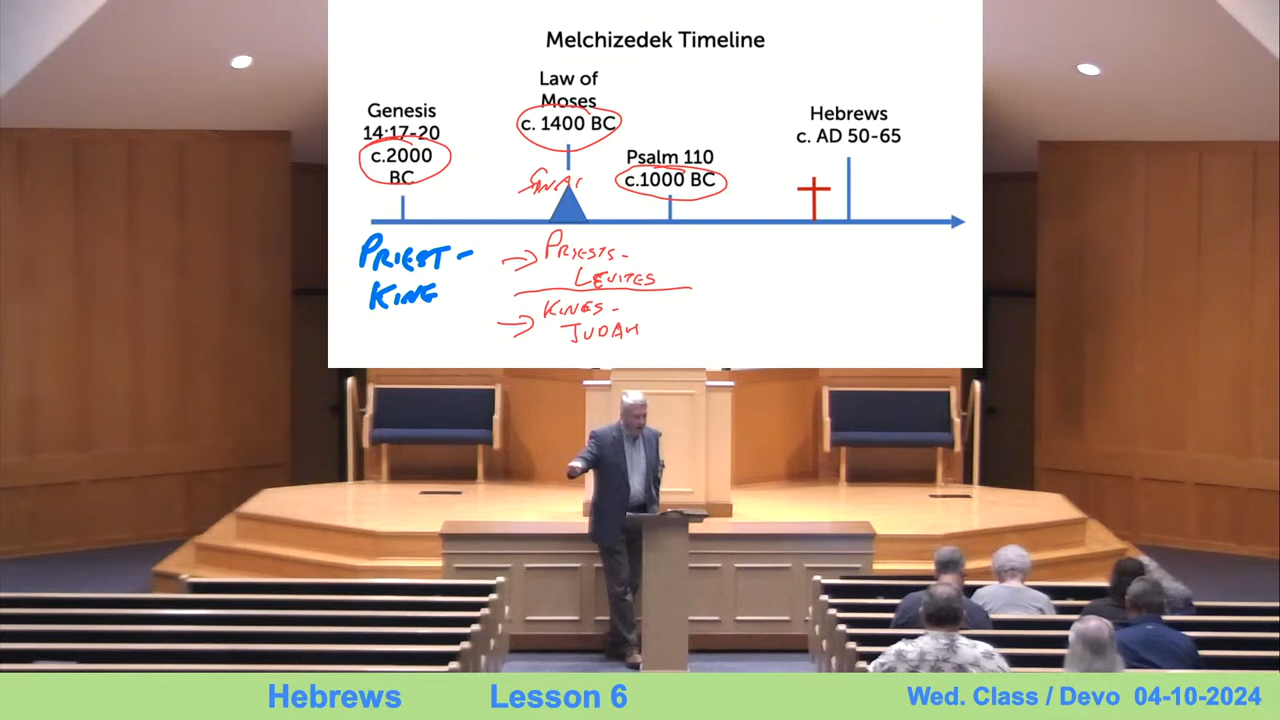 Melchizedek Timeline
Genesis
14:17-20
c.2000
BC
Law of
Moses
c. 1400 BC
Psalm 110
c.1000 BC
Hebrews
c. AD 50-65
SINAI
PRIEST-
KING
PRIESTS-
LEVITES
KINGS-
JUDAH
Hebrews Lesson 6 Wed. Class / Devo 04-10-2024